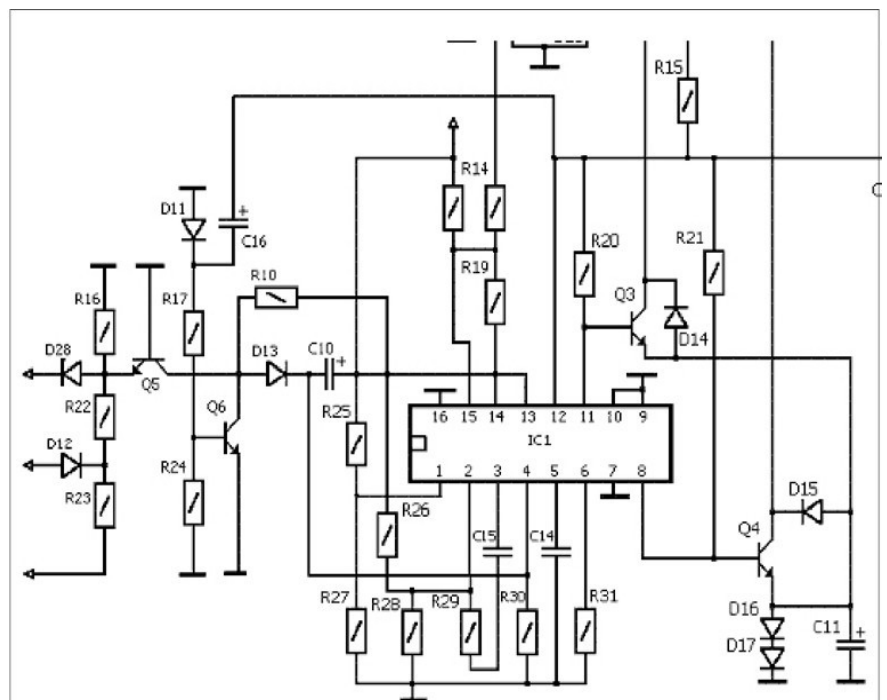 R15
D11
R14
C16
R19
R20
R21
R10
Q3
D14
R16
R17
D28
Q5
D13
C10
Q6
R22
R25
16 15 14 13 12 11 10 9
IC1
1 2 3 4 5 6 7 8
D12
R24
R23
R26
C15
C14
D15
Q4
R27
R28
R29
R30
R31
D16
D17
C11